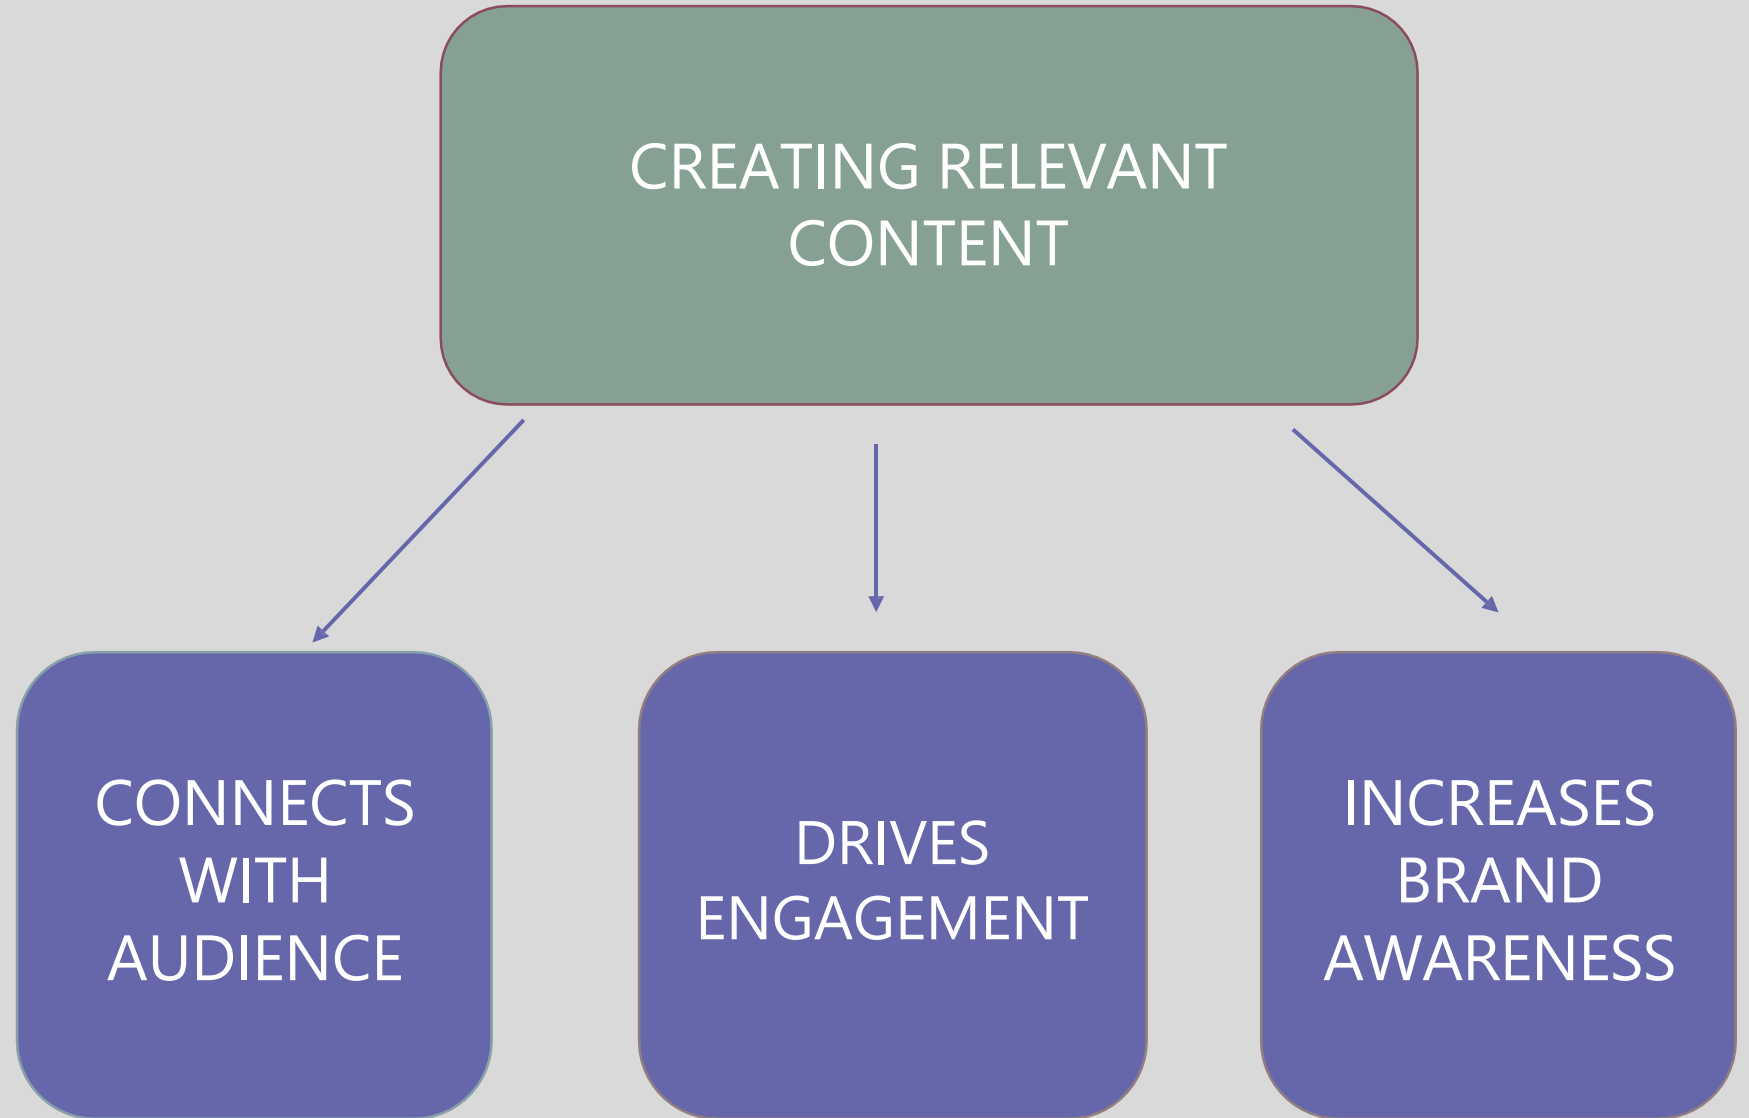 CREATING RELEVANT
CONTENT
CONNECTS
WITH
AUDIENCE
DRIVES
ENGAGEMENT
INCREASES
BRAND
AWARENESS